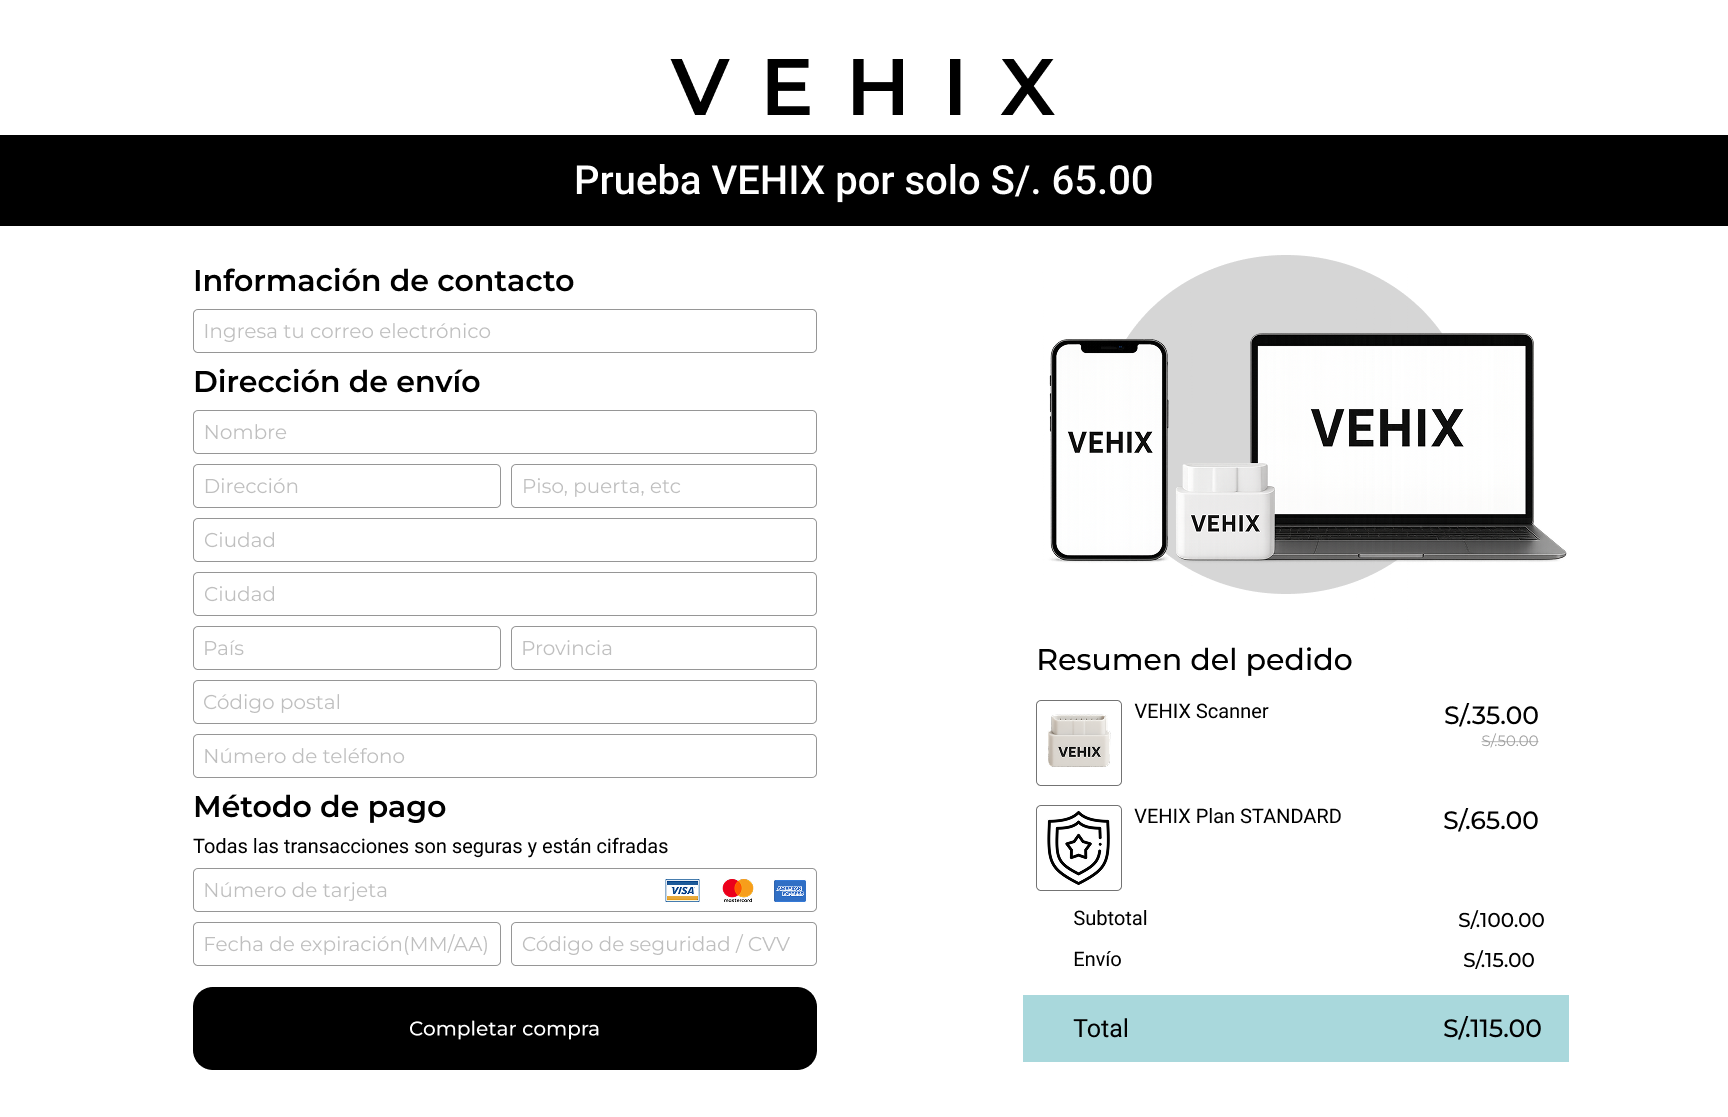 VEHIX
Prueba VEHIX por solo S/. 65.00
Información de contacto
Ingresa tu correo electrónico
Dirección de envío
Nombre
Dirección
Piso, puerta, etc
Ciudad
Ciudad
País
Provincia
Código postal
Número de teléfono
Método de pago
Todas las transacciones son seguras y están cifradas
Número de tarjeta
VISA
mastercard
AMERICAN EXPRESS
Fecha de expiración(MM/AA)
Código de seguridad / CVV
Completar compra
VEHIX
VEHIX
VEHIX
Resumen del pedido
VEHIX
VEHIX Scanner
S/.35.00
S/.50.00
VEHIX Plan STANDARD
S/.65.00
Subtotal
S/.100.00
Envío
S/.15.00
Total
S/.115.00